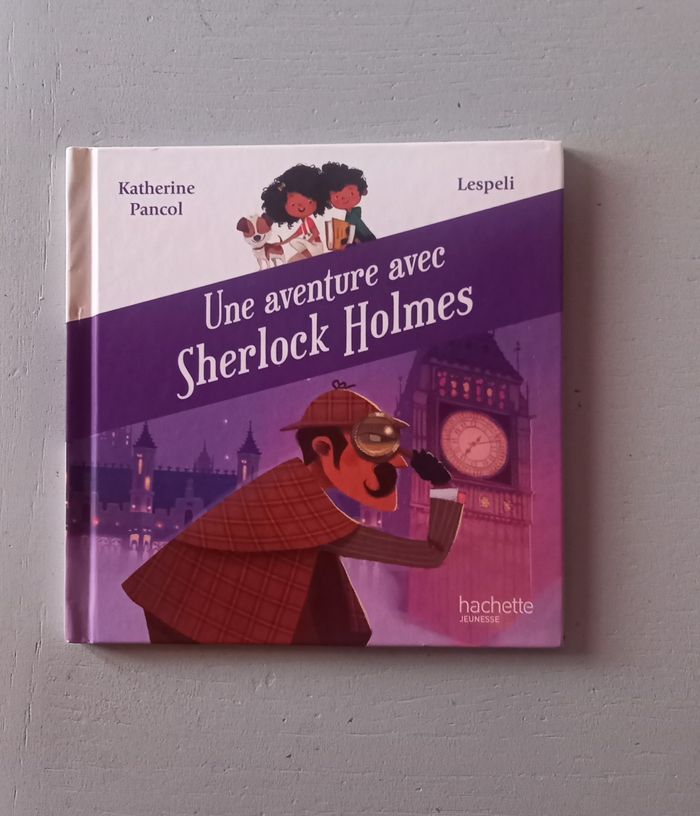 Katherine
Pancol
Lespeli
Une aventure avec
Sherlock Holmes
hachette
JEUNESSE